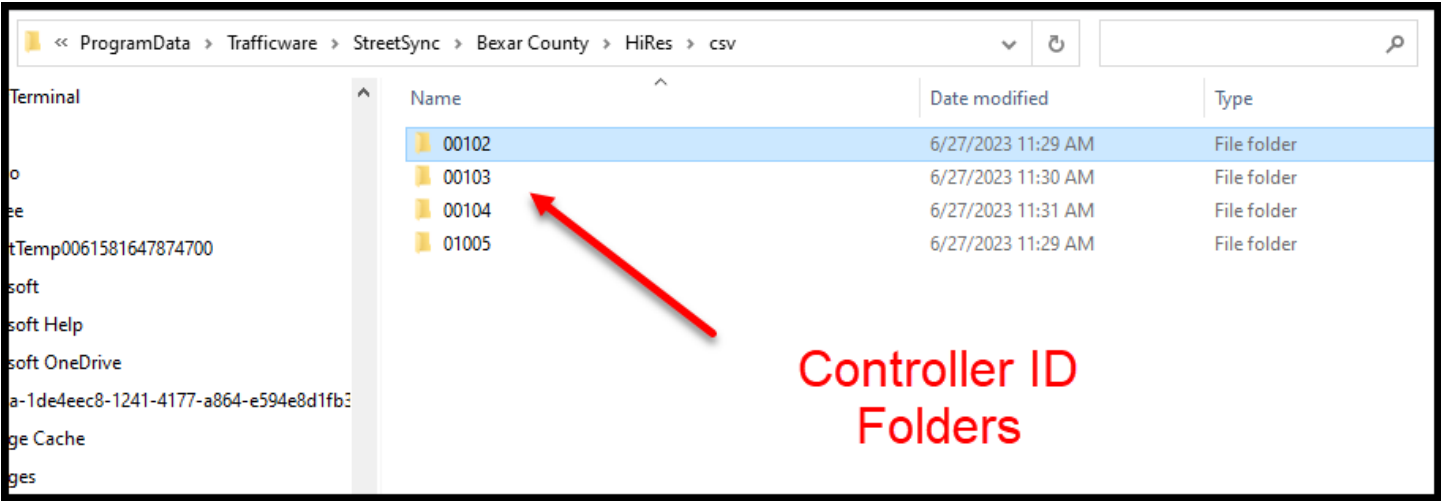 « ProgramData > Trafficware > StreetSync > Bexar County > HiRes > csv
Terminal
Name Date modified Type
00102 6/27/2023 11:29 AM File folder
o
00103 6/27/2023 11:30 AM File folder
ee
00104 6/27/2023 11:31 AM File folder
tTemp0061581647874700
01005 6/27/2023 11:29 AM File folder
soft
soft Help
soft OneDrive
a-1de4eec8-1241-4177-a864-e594e8d1fb3
ge Cache
ges
Controller ID
Folders